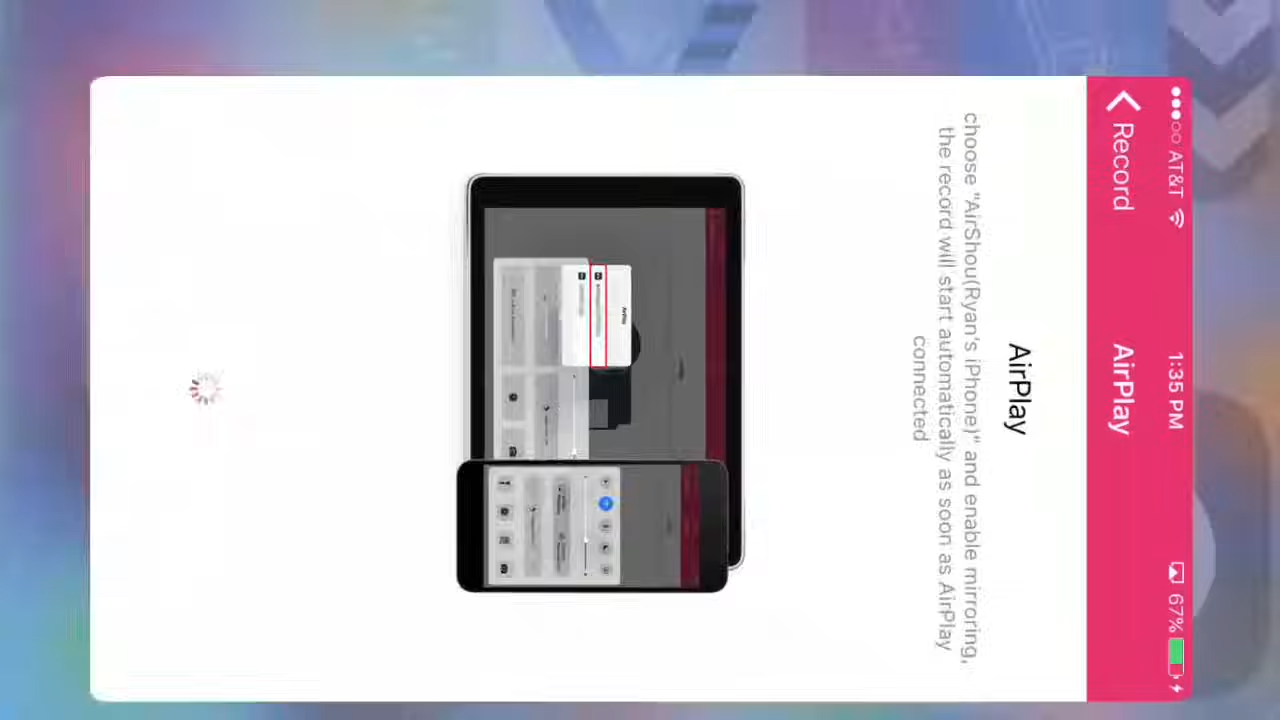 AT&T 1:35 PM 67%
Record AirPlay
AirPlay
choose "AirShou(Ryan's iPhone)" and enable mirroring,
the record will start automatically as soon as AirPlay
connected